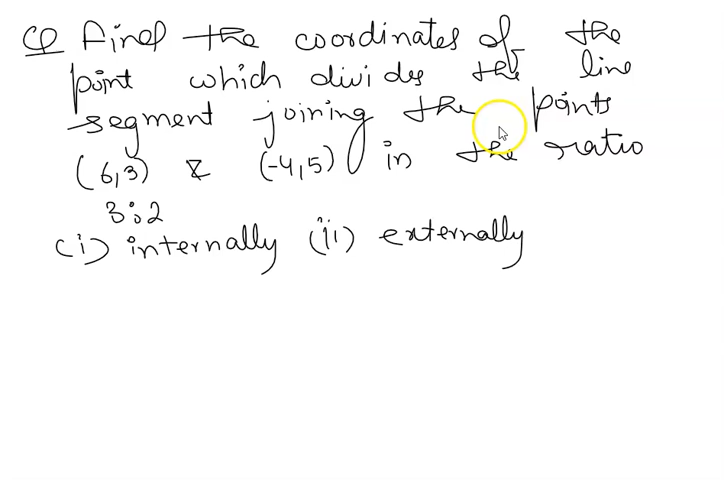 Q Find the coordinates of the
point which divides the line
segment joining the points
(6,3) & (-4,5) in the ratio
3:2
(i) internally (ii) externally